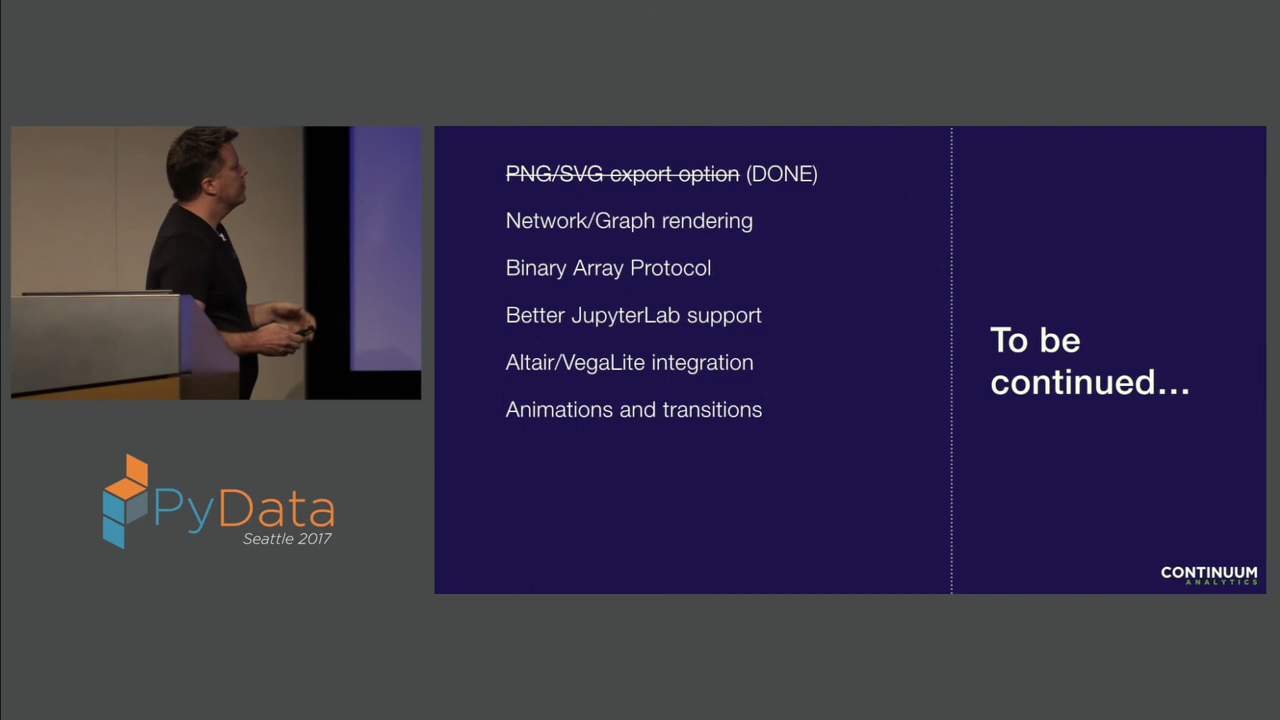 PNG/SVG export option (DONE)
Network/Graph rendering
Binary Array Protocol
Better JupyterLab support
Altair/VegaLite integration
Animations and transitions
To be
continued...
CONTINUUM
ANALYTICS
PyData
Seattle 2017